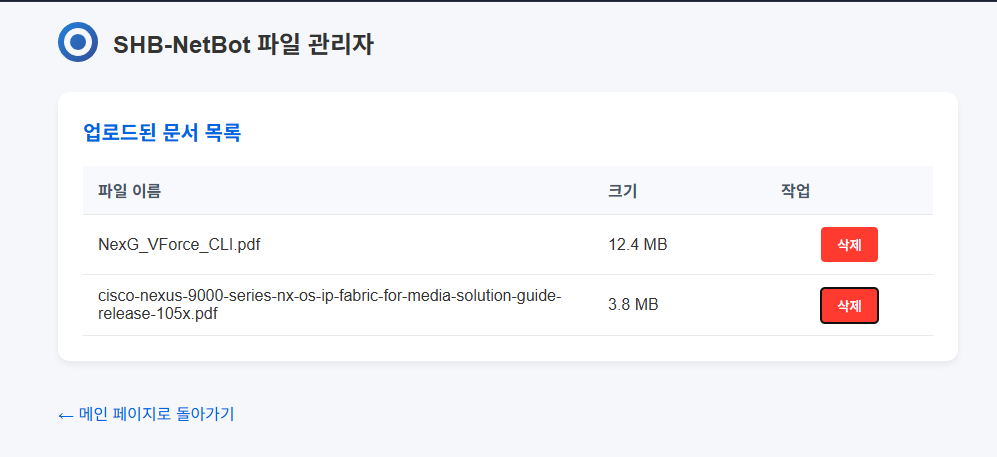 SHB-NetBot 파일 관리자
업로드된 문서 목록
파일 이름 크기 작업
NexG_VForce_CLI.pdf 12.4 MB 삭제
cisco-nexus-9000-series-nx-os-ip-fabric-for-media-solution-guide-
release-105x.pdf 3.8 MB 삭제
← 메인 페이지로 돌아가기